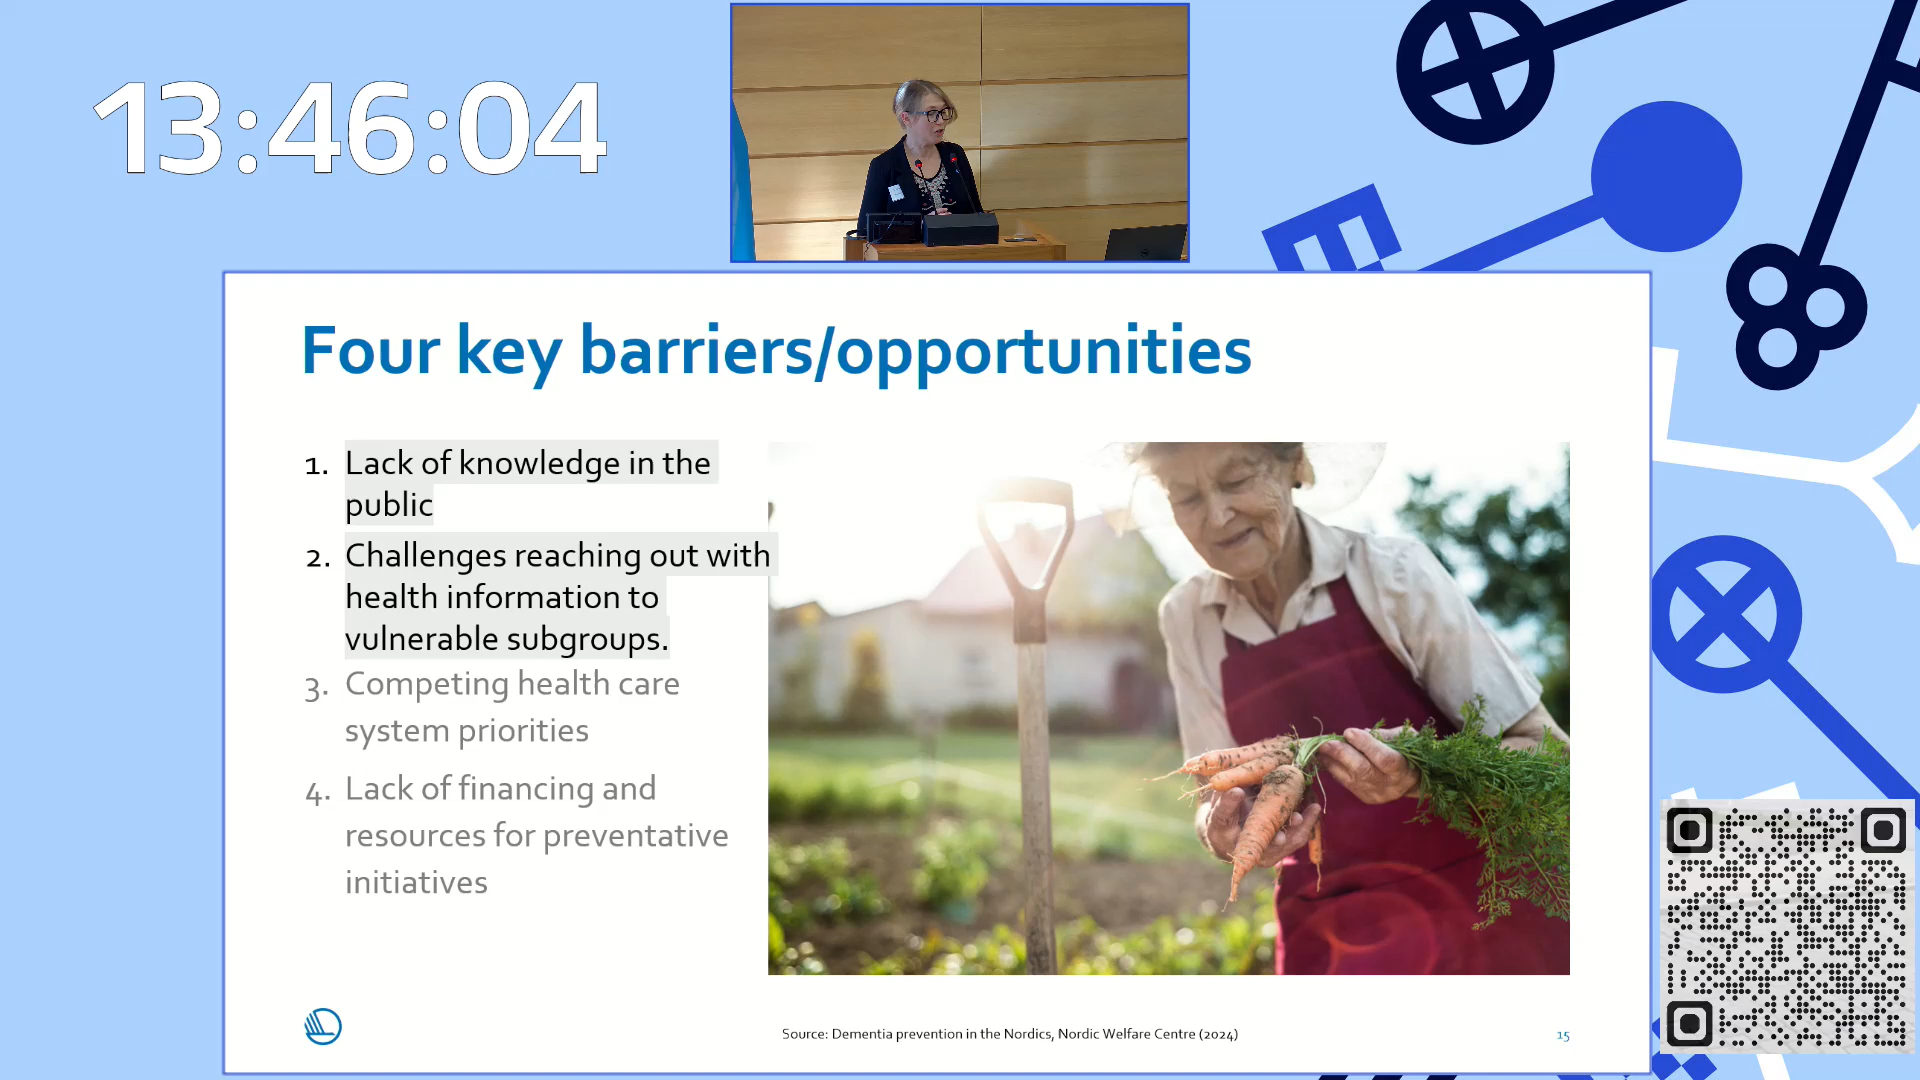 13:46:04
Four key barriers/opportunities
1. Lack of knowledge in the
public
2. Challenges reaching out with
health information to
vulnerable subgroups.
3. Competing health care
system priorities
4. Lack of financing and
resources for preventative
initiatives
Source: Dementia prevention in the Nordics, Nordic Welfare Centre (2024)
15